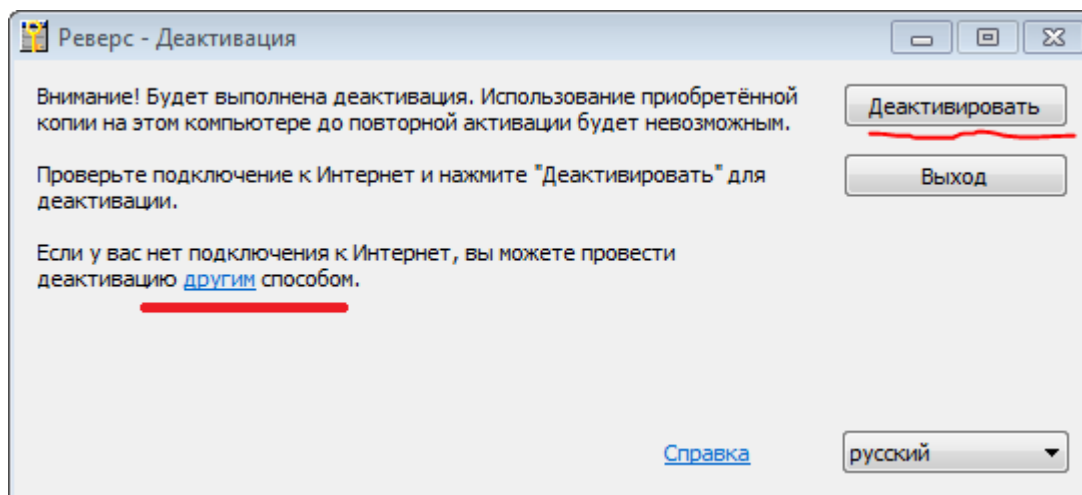 Реверс - Деактивация
Внимание! Будет выполнена деактивация. Использование приобретённой
копии на этом компьютере до повторной активации будет невозможным.
Деактивировать
Проверьте подключение к Интернет и нажмите "Деактивировать" для
деактивации.
Выход
Если у вас нет подключения к Интернет, вы можете провести
деактивацию другим способом.
Справка
русский